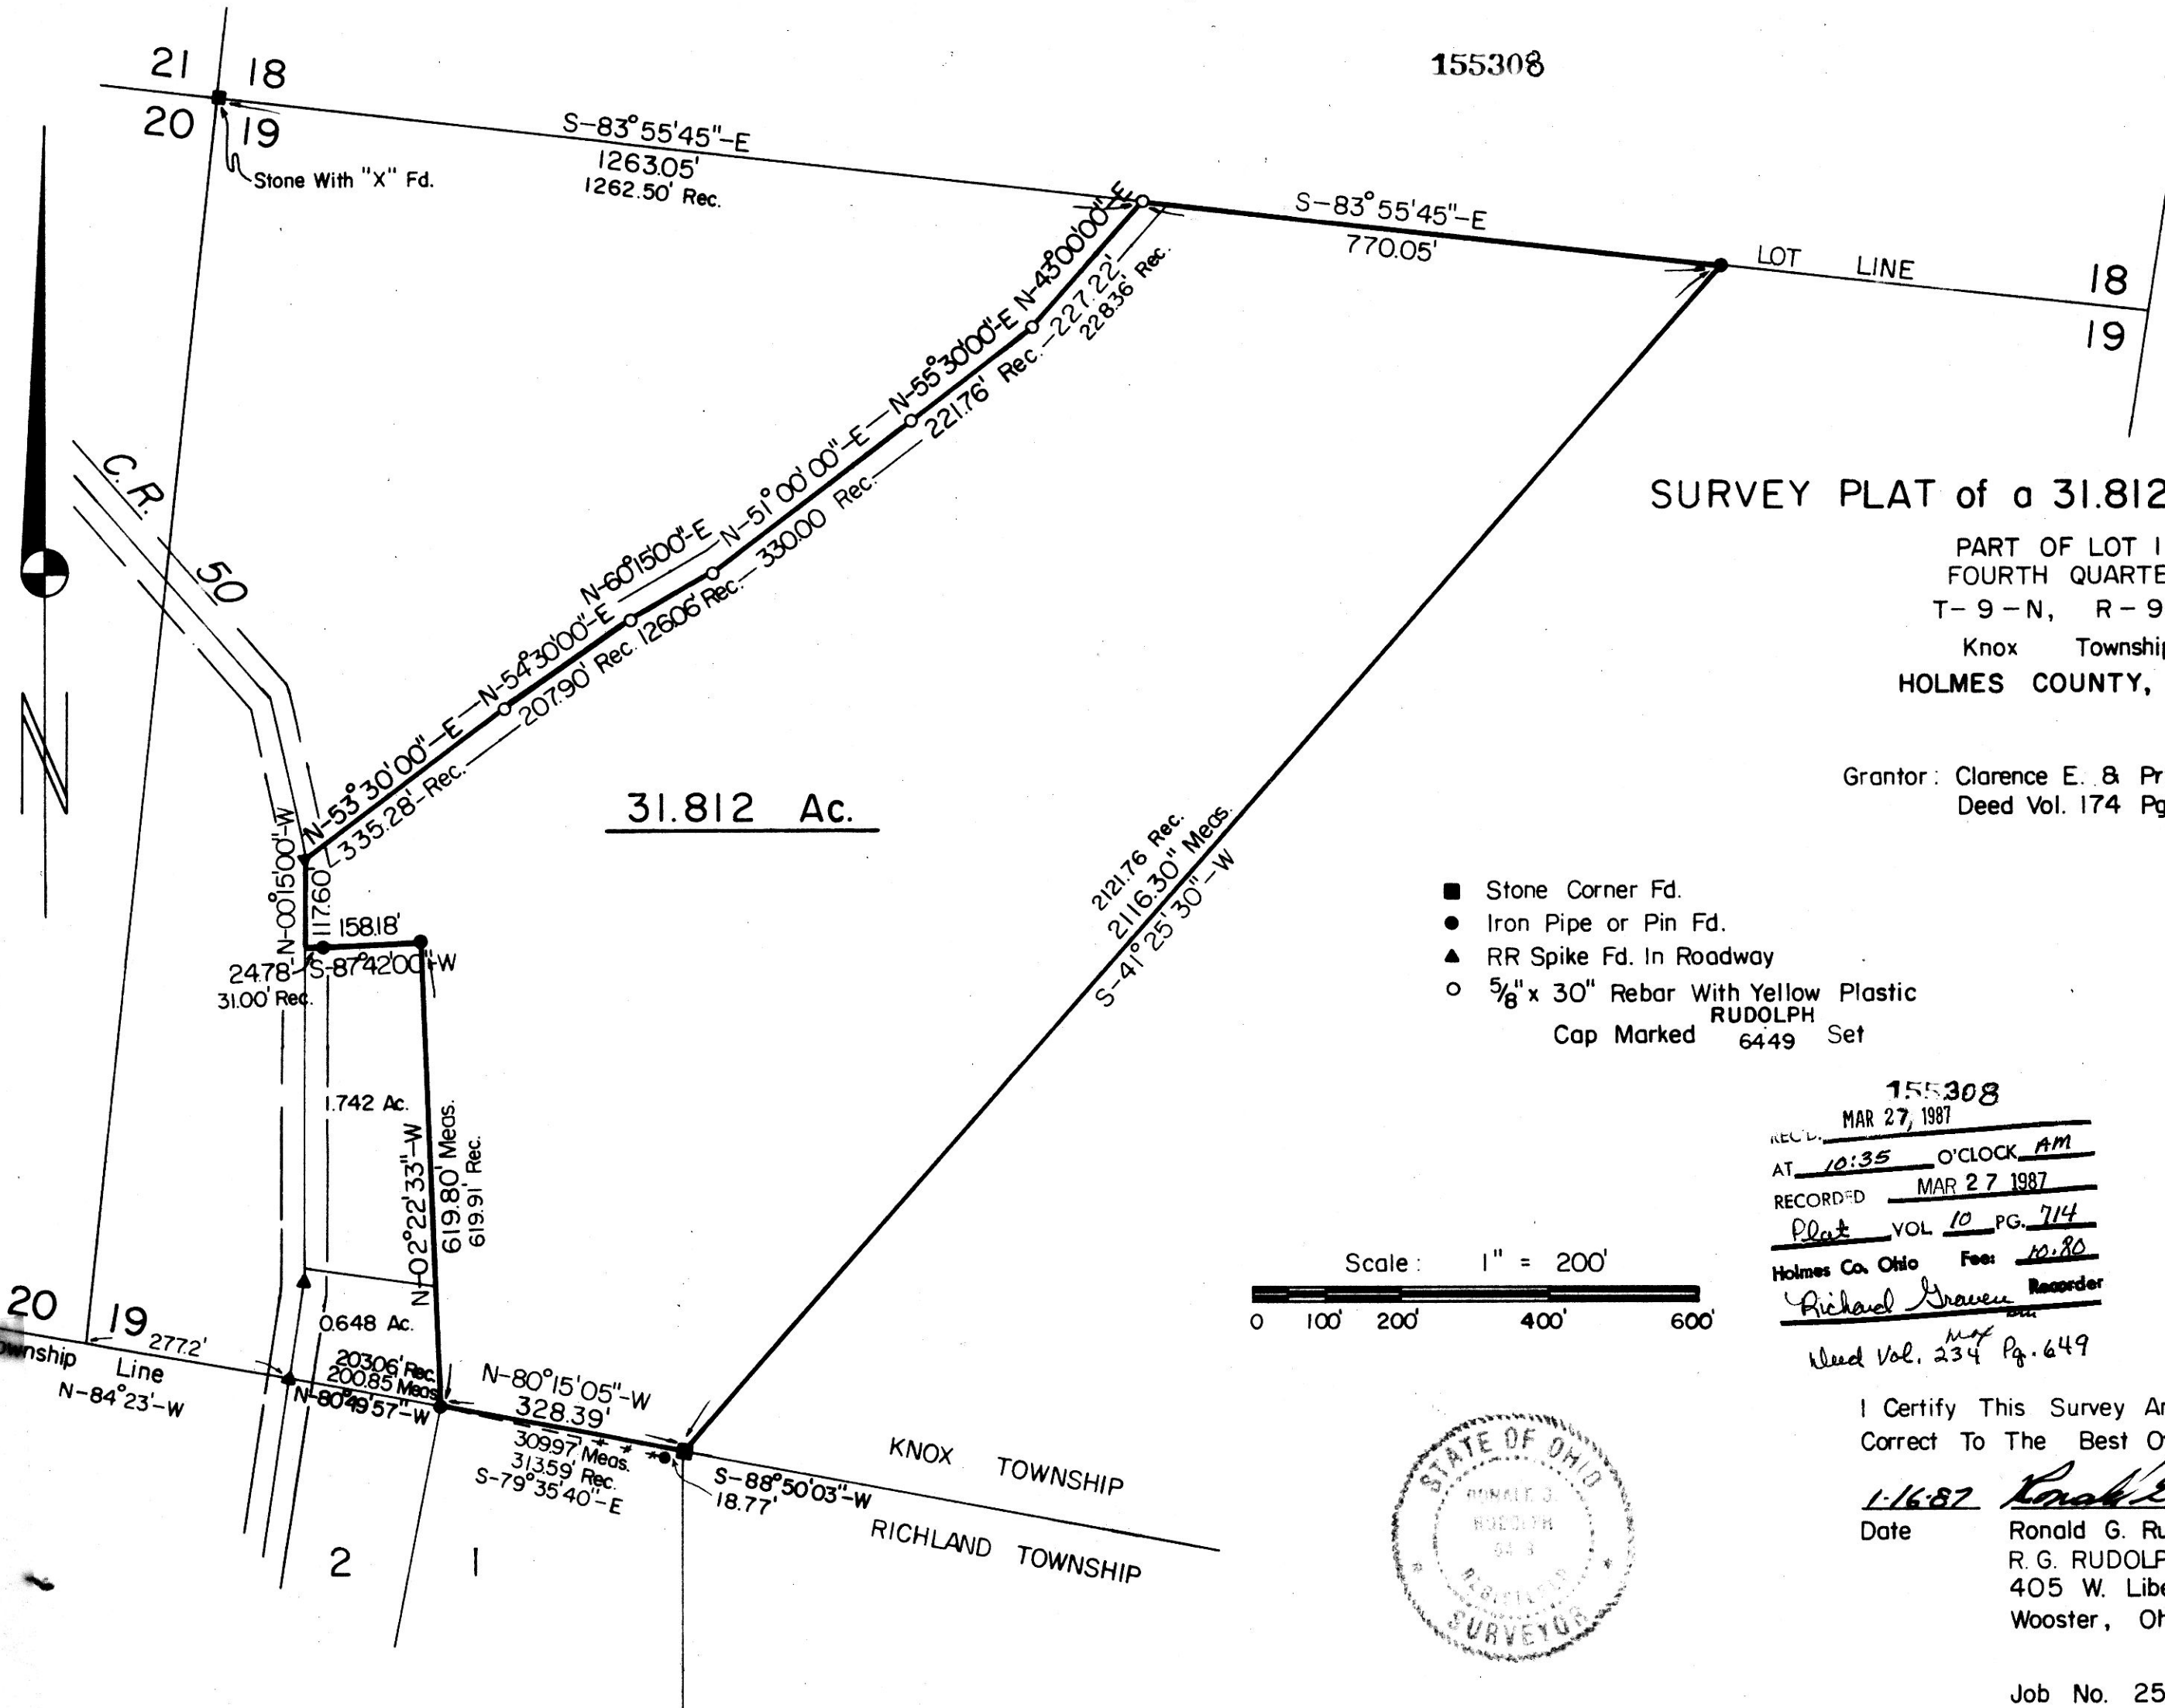 155308
21 18
20 19
Stone With "X" Fd.
S-83°55'45"-E
1263.05'
1262.50' Rec.
S-83°55'45"-E
770.05'
LOT LINE
18
19
N-43°00'00"-E
227.22'
228.36' Rec.
N-55°30'00"-E
221.76' Rec.
N-51°00'00"-E
330.00 Rec.
N-60°15'00"-E
126.06' Rec.
N-54°30'00"-E
207.90' Rec.
N-53°30'00"-E
335.28' Rec.
C. R. 50
N
N-00°15'00"-W
117.60'
158.18'
24.78'
31.00' Rec.
S-87°42'00"-W
31.812 Ac.
2121.76 Rec.
2116.30" Meas.
S-41°25'30"-W
1.742 Ac.
N-02°22'33"-W
619.80' Meas.
619.91' Rec.
0.648 Ac.
20 19
277.2'
ownship Line
N-84°23'-W
203.06' Rec.
200.85 Meas.
N-80°49'57"-W
N-80°15'05"-W
328.39'
309.97' Meas.
313.59' Rec.
S-79°35'40"-E
S-88°50'03"-W
18.77'
KNOX TOWNSHIP
RICHLAND TOWNSHIP
2 1
SURVEY PLAT of a 31.812
PART OF LOT 1
FOURTH QUARTE
T-9-N, R-9
Knox Township
HOLMES COUNTY,
Grantor: Clarence E. & Pr
Deed Vol. 174 Pg
Stone Corner Fd.
Iron Pipe or Pin Fd.
RR Spike Fd. In Roadway
5/8" x 30" Rebar With Yellow Plastic
Cap Marked RUDOLPH 6449 Set
155308
REC'D. MAR 27, 1987
AT 10:35 O'CLOCK AM
RECORDED MAR 27 1987
Plat VOL 10 PG. 714
Holmes Co. Ohio Fee: 10.80
Richard Graven Recorder
Deed Vol. 234 Pg. 649
Scale: 1" = 200'
0 100' 200' 400' 600'
STATE OF OHIO
RUDOLPH
REGISTERED
SURVEYOR
I Certify This Survey An
Correct To The Best O
1-16-87 Ronald
Date Ronald G. Ru
R. G. RUDOLP
405 W. Libe
Wooster, Oh
Job No. 25